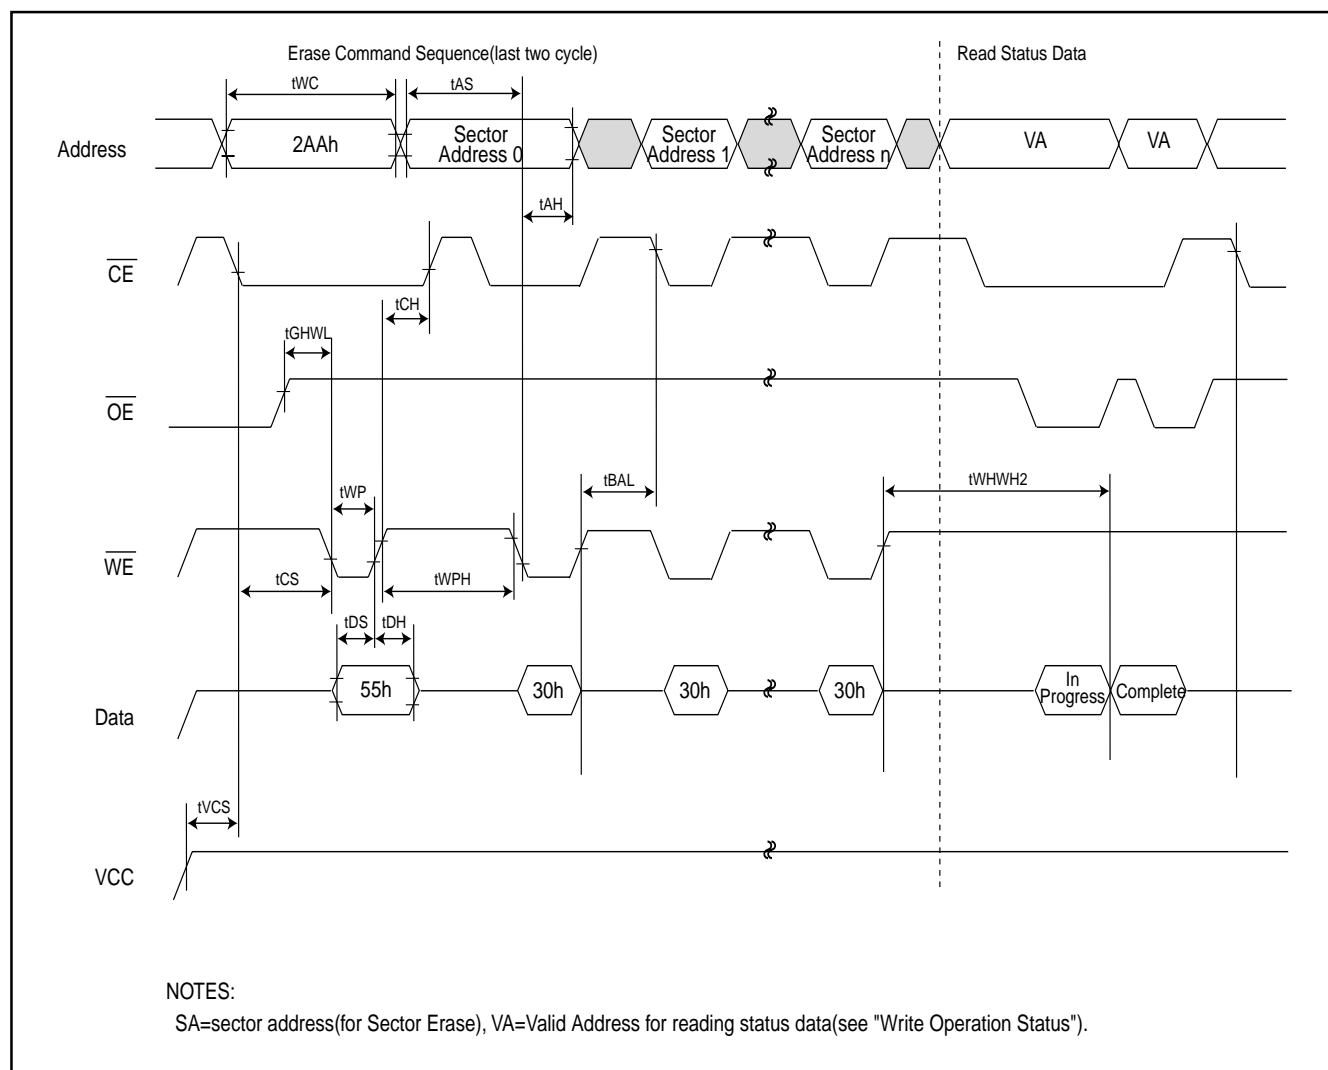 Erase Command Sequence(last two cycle)
Read Status Data
tWC
tAS
Address
2AAh
Sector
Address 0
Sector
Address 1
Sector
Address n
VA
VA
tAH
CE
tCH
tGHWL
OE
tWP
tBAL
tWHWH2
WE
tCS
tWPH
tDS
tDH
Data
55h
30h
30h
30h
In
Progress
Complete
tVCS
VCC
NOTES:
SA=sector address(for Sector Erase), VA=Valid Address for reading status data(see "Write Operation Status").